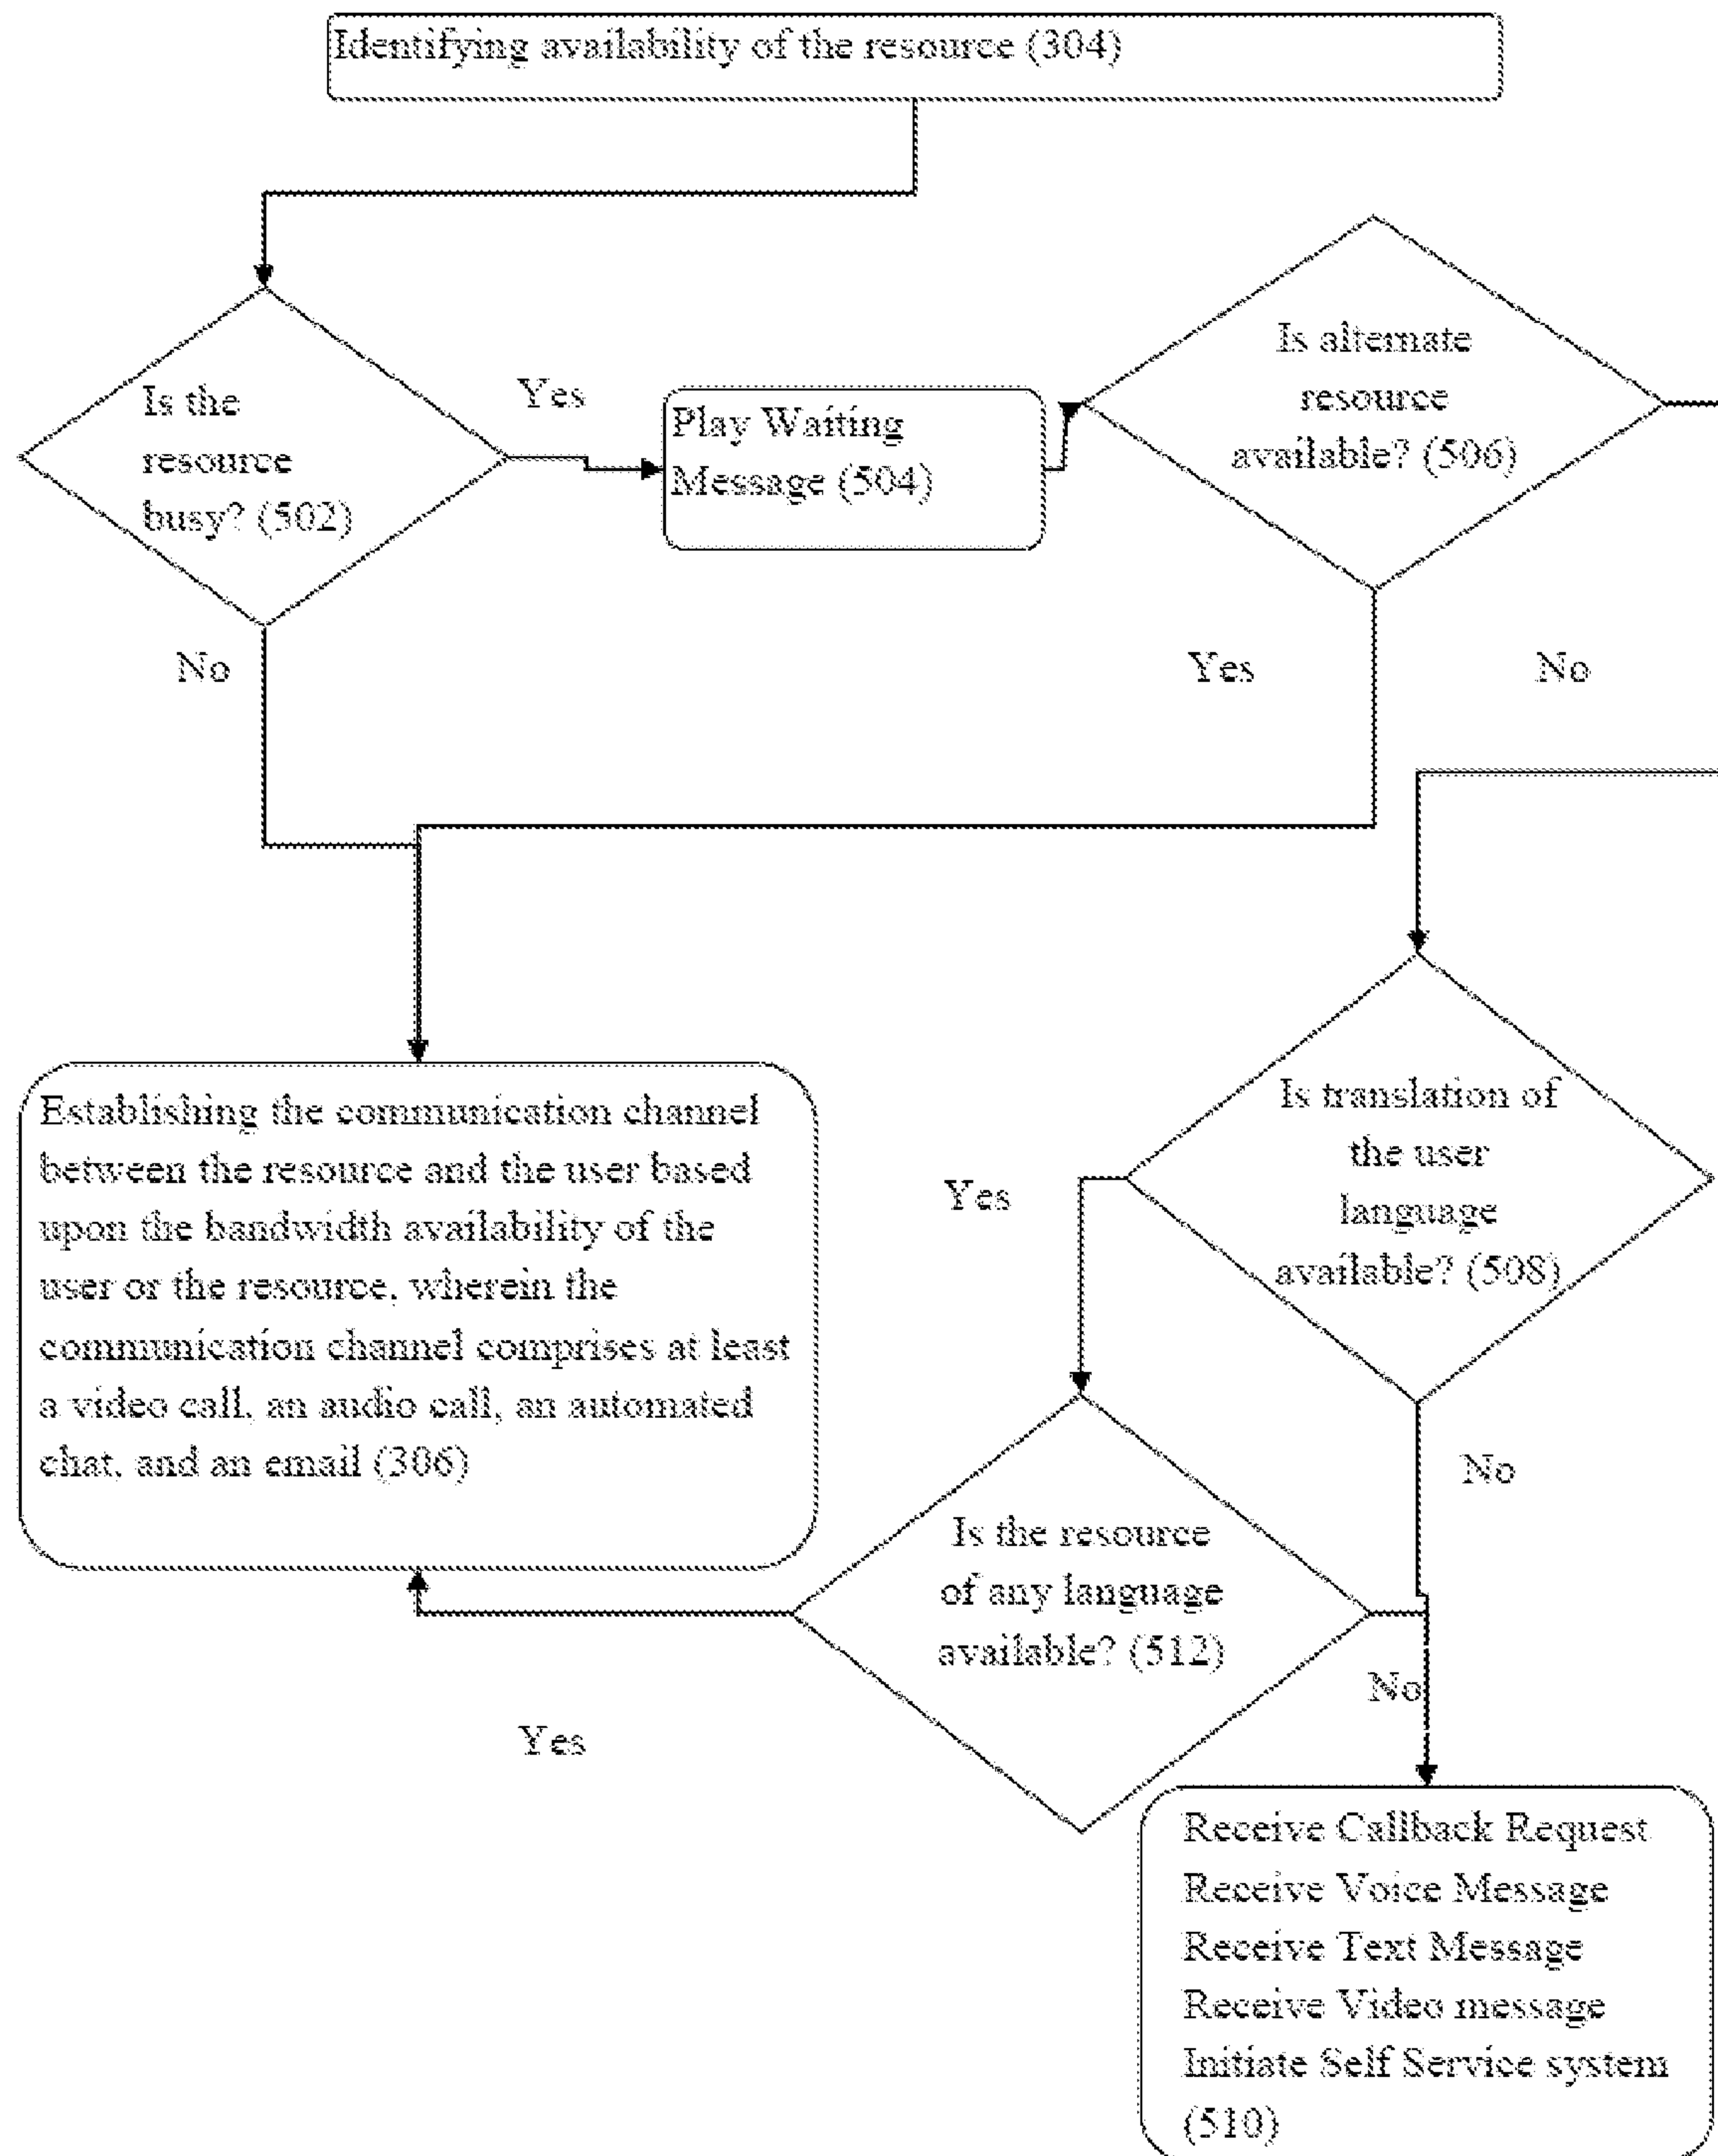 Identifying availability of the resource (304)
Is the
resource
busy? (502)
Yes
Play Waiting
Message (504)
Is alternate
resource
available? (506)
No
Yes
No
Establishing the communication channel
between the resource and the user based
upon the bandwidth availability of the
user or the resource, wherein the
communication channel comprises at least
a video call, an audio call, an automated
chat, and an email (306)
Is translation of
the user
language
available? (508)
Yes
No
Is the resource
of any language
available? (512)
Yes
No
Receive Callback Request
Receive Voice Message
Receive Text Message
Receive Video message
Initiate Self Service system
(510)